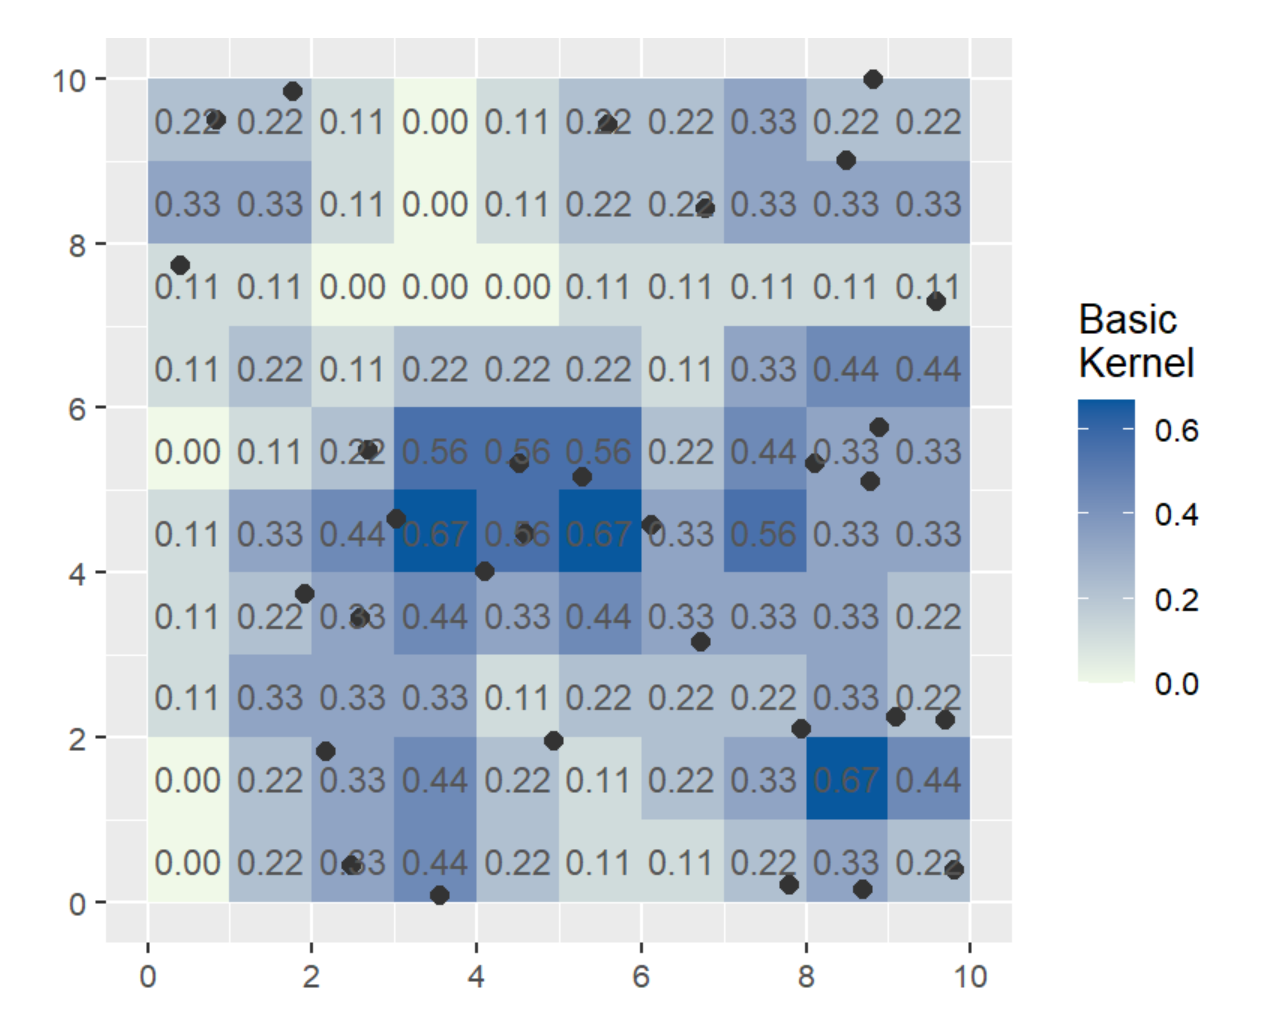 10
0.22 0.22 0.11 0.00 0.11 0.22 0.22 0.33 0.22 0.22
0.33 0.33 0.11 0.00 0.11 0.22 0.22 0.33 0.33 0.33
8
0.11 0.11 0.00 0.00 0.00 0.11 0.11 0.11 0.11 0.11
0.11 0.22 0.11 0.22 0.22 0.22 0.11 0.33 0.44 0.44
6
0.00 0.11 0.22 0.56 0.56 0.56 0.22 0.44 0.33 0.33
0.11 0.33 0.44 0.67 0.56 0.67 0.33 0.56 0.33 0.33
4
0.11 0.22 0.33 0.44 0.33 0.44 0.33 0.33 0.33 0.22
0.11 0.33 0.33 0.33 0.11 0.22 0.22 0.22 0.33 0.22
2
0.00 0.22 0.33 0.44 0.22 0.11 0.22 0.33 0.67 0.44
0.00 0.22 0.33 0.44 0.22 0.11 0.11 0.22 0.33 0.22
0
0 2 4 6 8 10
Basic
Kernel
0.6
0.4
0.2
0.0